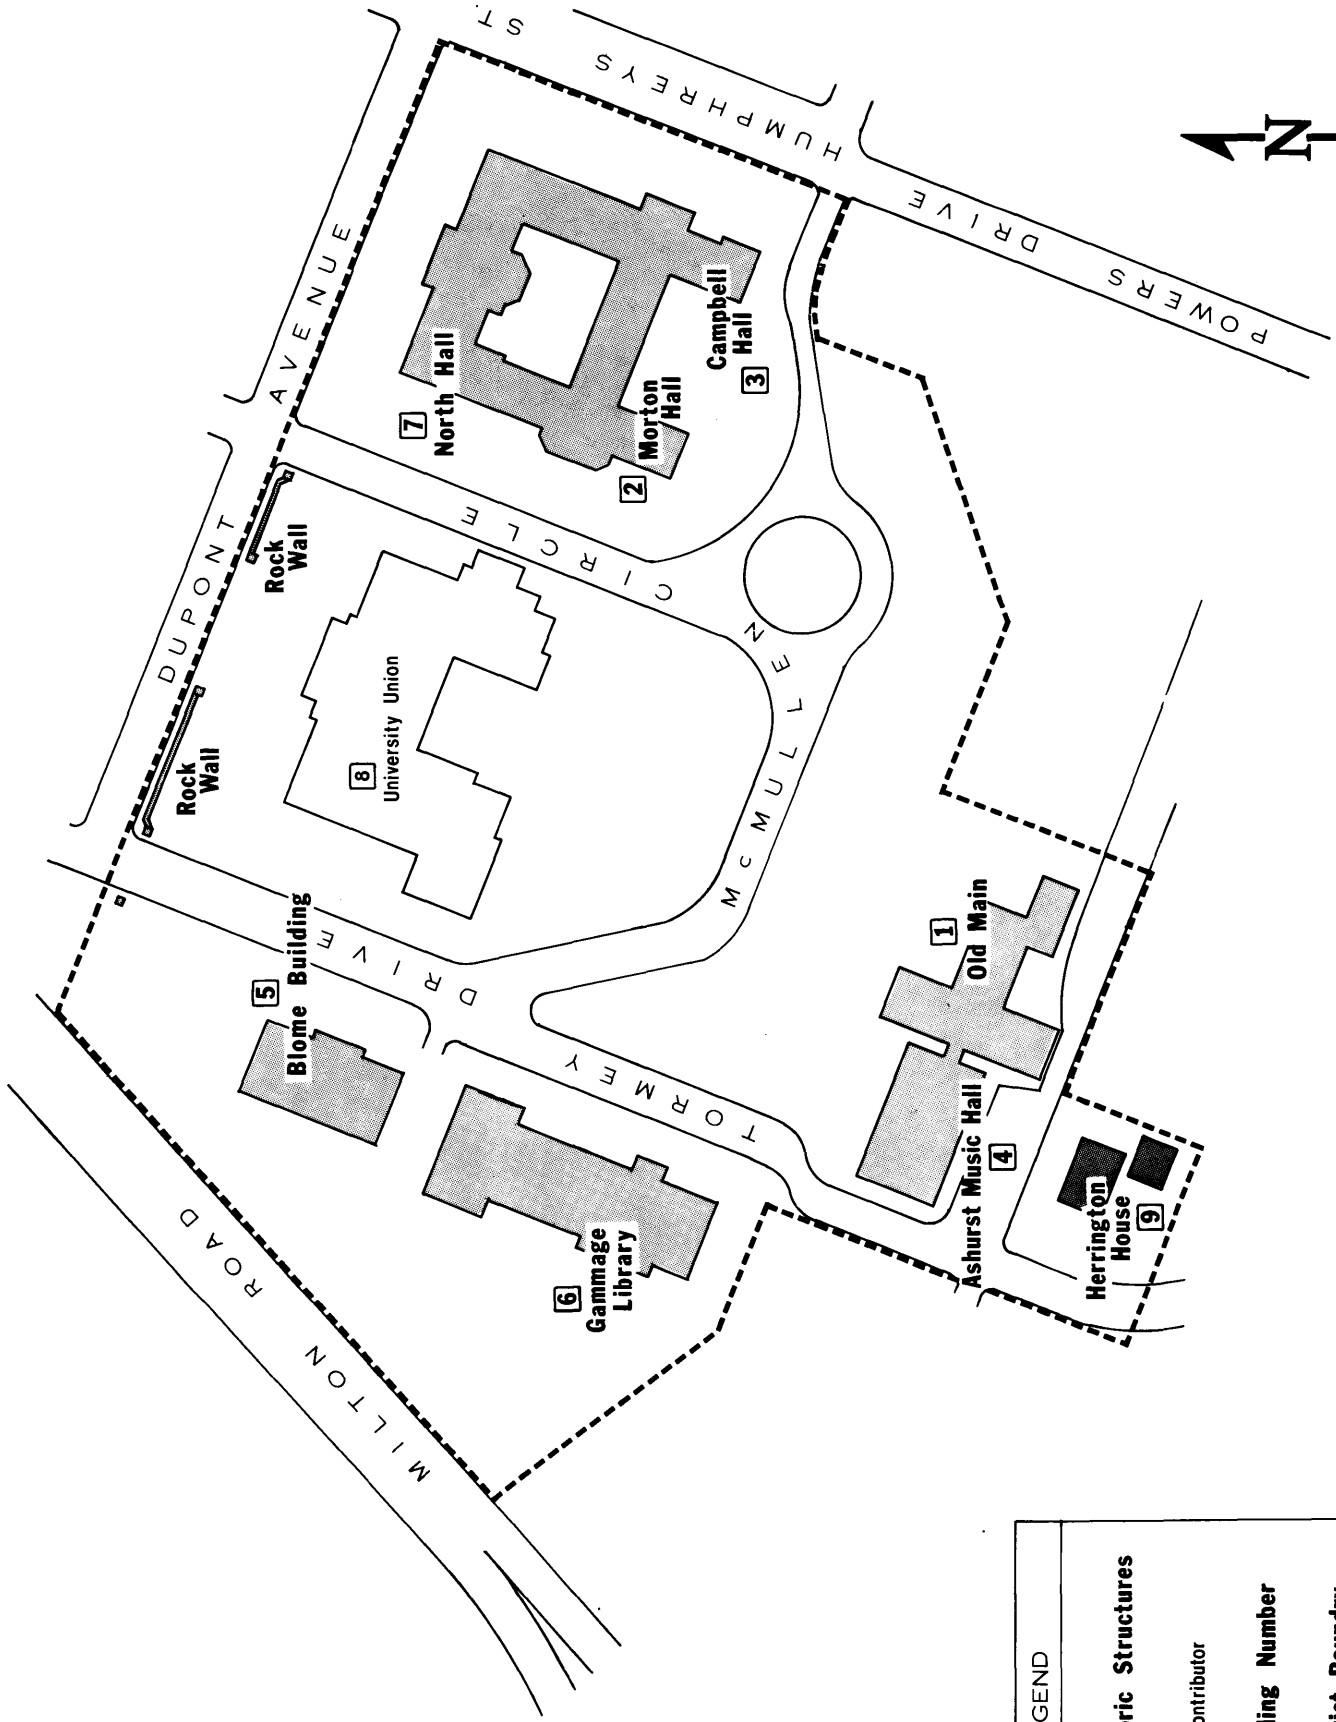 DUPONT AVENUE
HUMPHREYS ST.
POWERS DRIVE
McMULLEN CIRCLE
TORMEY DRIVE
MILTON ROAD
N
Rock
Wall
Rock
Wall
7
North Hall
2
Morton
Hall
Campbell
Hall
3
8
University Union
5
Blome Building
6
Gammage
Library
1
Old Main
Ashurst Music Hall
4
Herrington
House
9
GEND
ric Structures
ontributor
ling Number